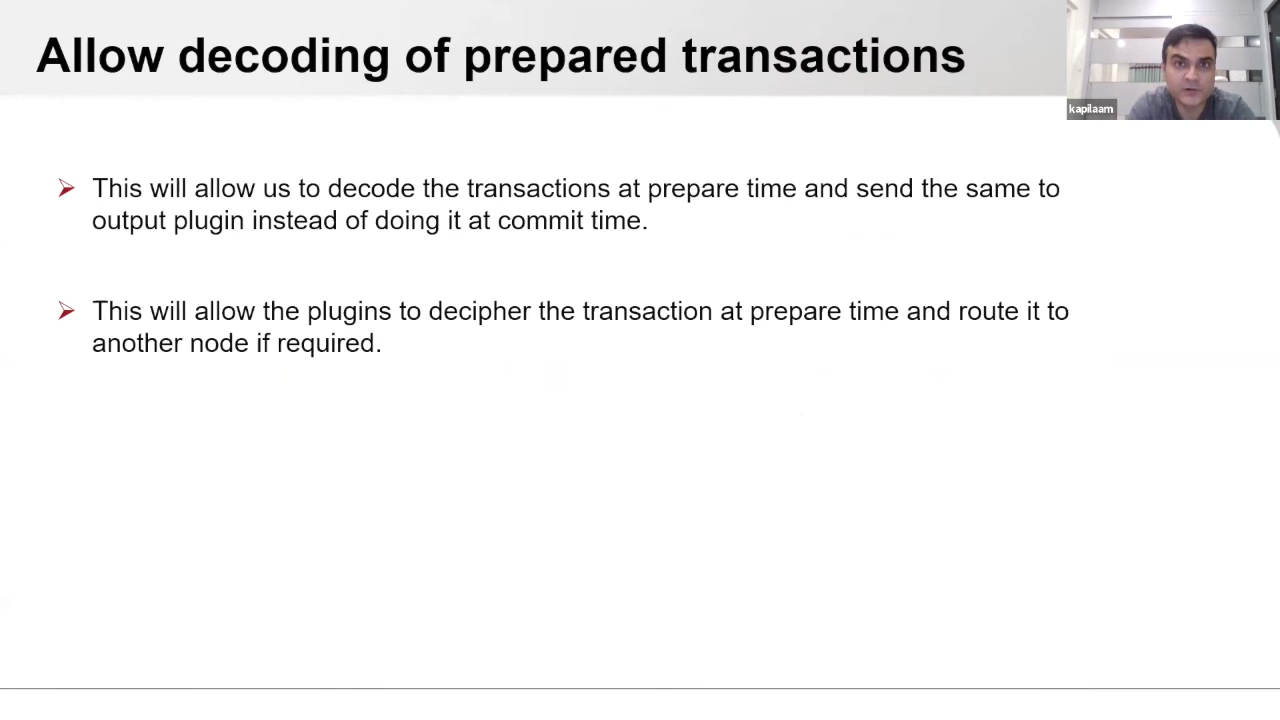 Allow decoding of prepared transactions
kapilaam
This will allow us to decode the transactions at prepare time and send the same to
output plugin instead of doing it at commit time.
This will allow the plugins to decipher the transaction at prepare time and route it to
another node if required.